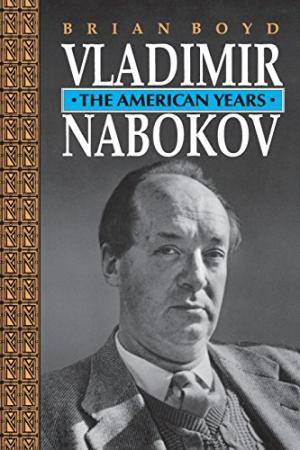 BRIAN BOYD
VLADIMIR
• THE AMERICAN YEARS •
NABOKOV